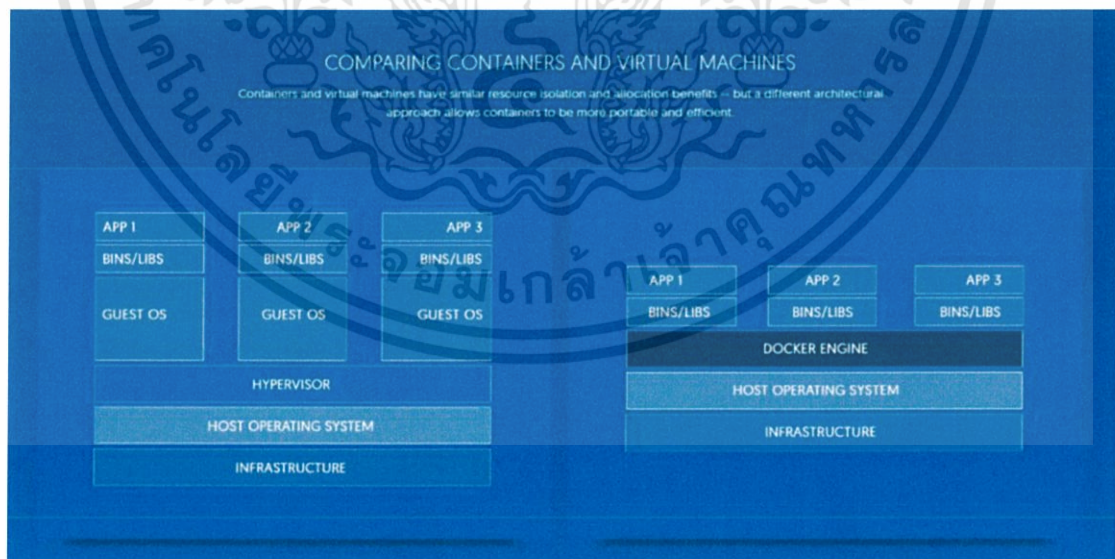 COMPARING CONTAINERS AND VIRTUAL MACHINES
Containers and virtual machines have similar resource isolation and allocation benefits -- but a different architectural
approach allows containers to be more portable and efficient.
APP 1
BINS/LIBS
GUEST OS
APP 2
BINS/LIBS
GUEST OS
APP 3
BINS/LIBS
GUEST OS
HYPERVISOR
HOST OPERATING SYSTEM
INFRASTRUCTURE
APP 1
BINS/LIBS
APP 2
BINS/LIBS
APP 3
BINS/LIBS
DOCKER ENGINE
HOST OPERATING SYSTEM
INFRASTRUCTURE